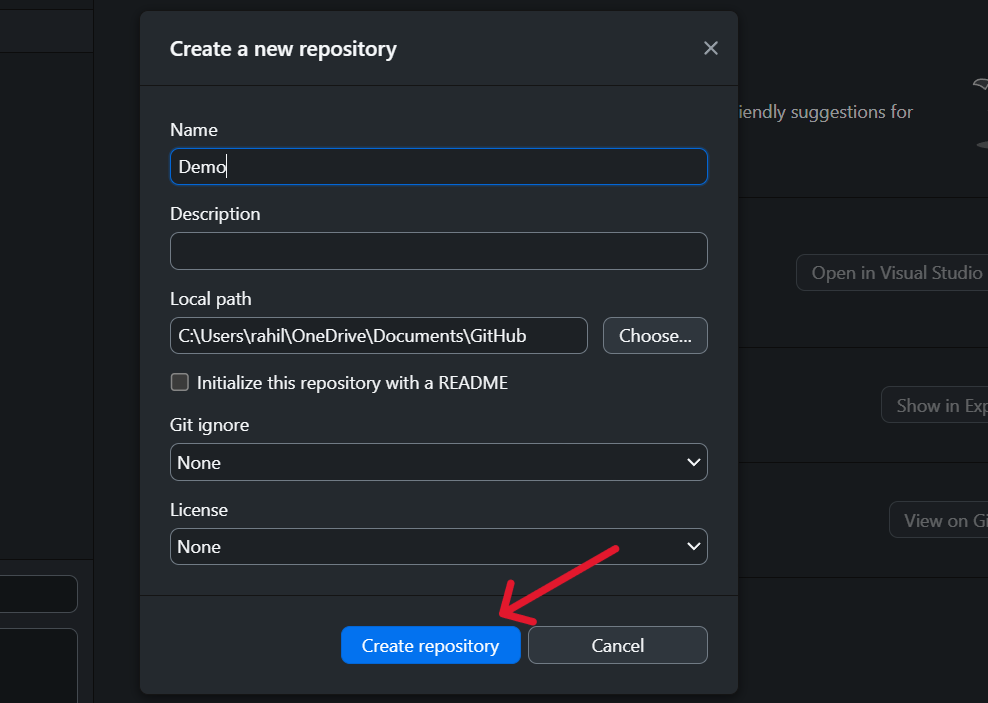 Create a new repository
iendly suggestions for
Name
Demo
Description
Open in Visual Studio
Local path
C:\Users\rahil\OneDrive\Documents\GitHub
Choose...
Initialize this repository with a README
Show in Exp
Git ignore
None
License
View on Gi
None
Create repository
Cancel